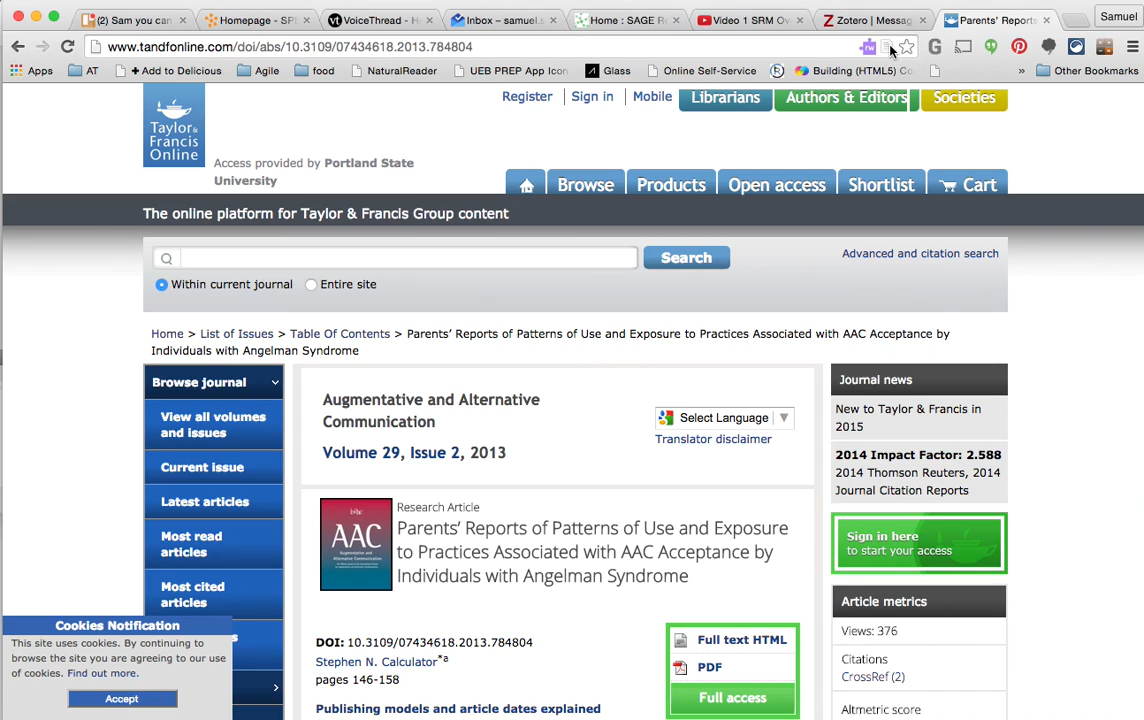 (2) Sam you can
Homepage - SPE
VoiceThread - H
Inbox – samuel.s
Home : SAGE R
Video 1 SRM Ov
Zotero | Messag
Parents' Reports
Samuel
www.tandfonline.com/doi/abs/10.3109/07434618.2013.784804
rw
Apps
AT
+ Add to Delicious
Agile
food
NaturalReader
UEB PREP App Icon
Glass
Online Self-Service
Building (HTML5) Co
»
Other Bookmarks
Register
Sign in
Mobile
Librarians
Authors & Editors
Societies
Taylor &
Francis
Online
Access provided by Portland State
University
Browse
Products
Open access
Shortlist
Cart
The online platform for Taylor & Francis Group content
Search
Advanced and citation search
Within current journal
Entire site
Home > List of Issues > Table Of Contents > Parents' Reports of Patterns of Use and Exposure to Practices Associated with AAC Acceptance by
Individuals with Angelman Syndrome
Browse journal
View all volumes
and issues
Current issue
Latest articles
Most read
articles
Most cited
articles
Cookies Notification
This site uses cookies. By continuing to
browse the site you are agreeing to our use
of cookies. Find out more.
Accept
Augmentative and Alternative
Communication
Volume 29, Issue 2, 2013
Select Language
Translator disclaimer
AAC
Research Article
Parents' Reports of Patterns of Use and Exposure
to Practices Associated with AAC Acceptance by
Individuals with Angelman Syndrome
DOI: 10.3109/07434618.2013.784804
Stephen N. Calculator*a
pages 146-158
Publishing models and article dates explained
Full text HTML
PDF
Full access
Journal news
New to Taylor & Francis in
2015
2014 Impact Factor: 2.588
2014 Thomson Reuters, 2014
Journal Citation Reports
Sign in here
to start your access
Article metrics
Views: 376
Citations
CrossRef (2)
Altmetric score